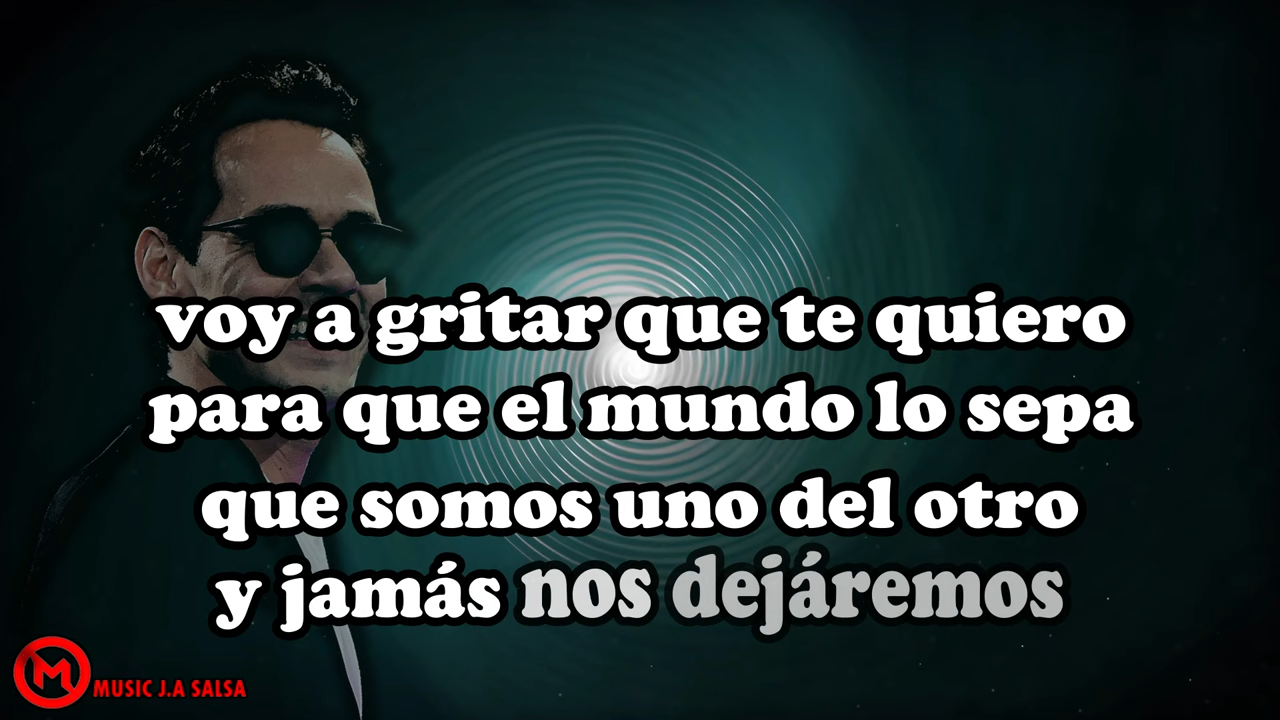 voy a gritar que te quiero
para que el mundo lo sepa
que somos uno del otro
y jamás nos dejáremos
M MUSIC J.A SALSA